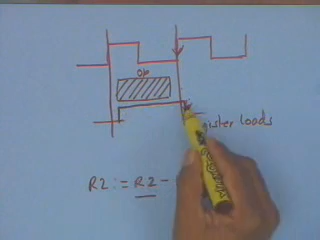 op
ister loads
R2 := R2 -